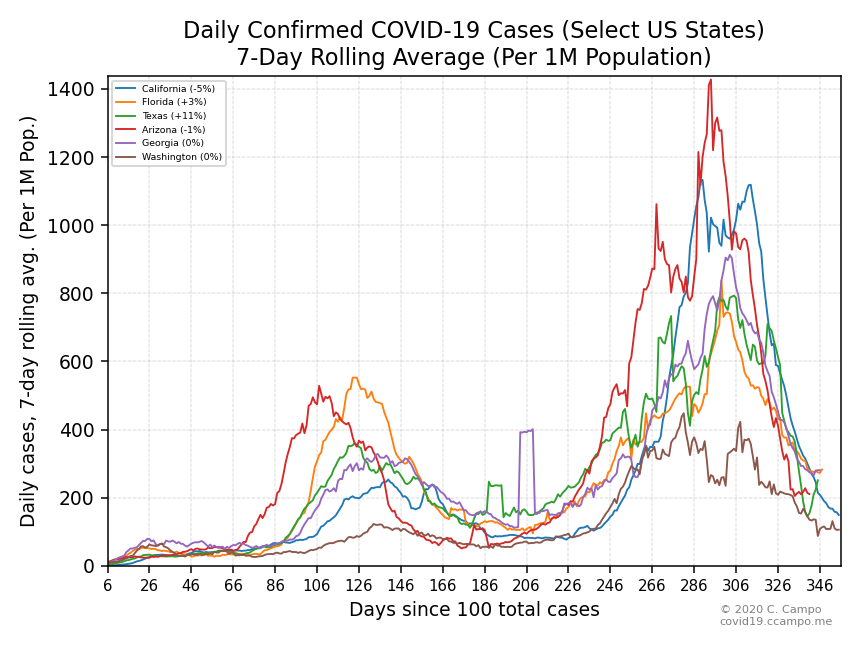 Daily Confirmed COVID-19 Cases (Select US States)
7-Day Rolling Average (Per 1M Population)
Daily cases, 7-day rolling avg. (Per 1M Pop.)
1400
1200
1000
800
600
400
200
0
California (-5%)
Florida (+3%)
Texas (+11%)
Arizona (-1%)
Georgia (0%)
Washington (0%)
6 26 46 66 86 106 126 146 166 186 206 226 246 266 286 306 326 346
Days since 100 total cases
© 2020 C. Campo
covid19.ccampo.me